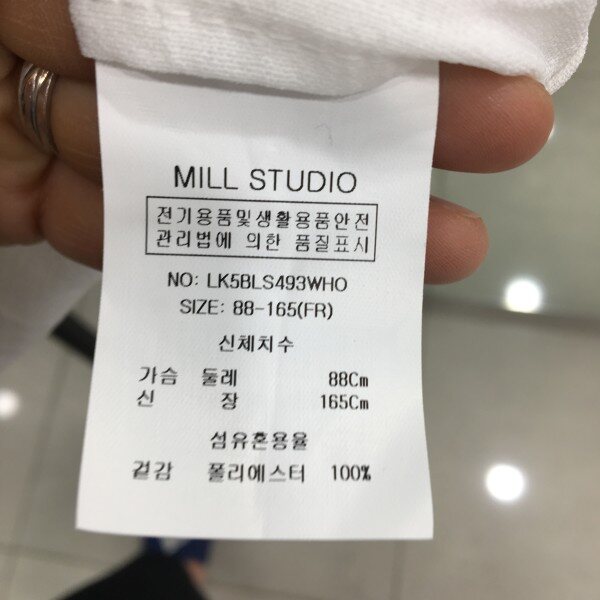 MILL STUDIO
전기용품및생활용품안전
관리법에 의한 품질표시
NO: LK5BLS493WHO
SIZE: 88-165(FR)
신체치수
가슴 둘레 88Cm
신 장 165Cm
섬유혼용율
겉감 폴리에스터 100%